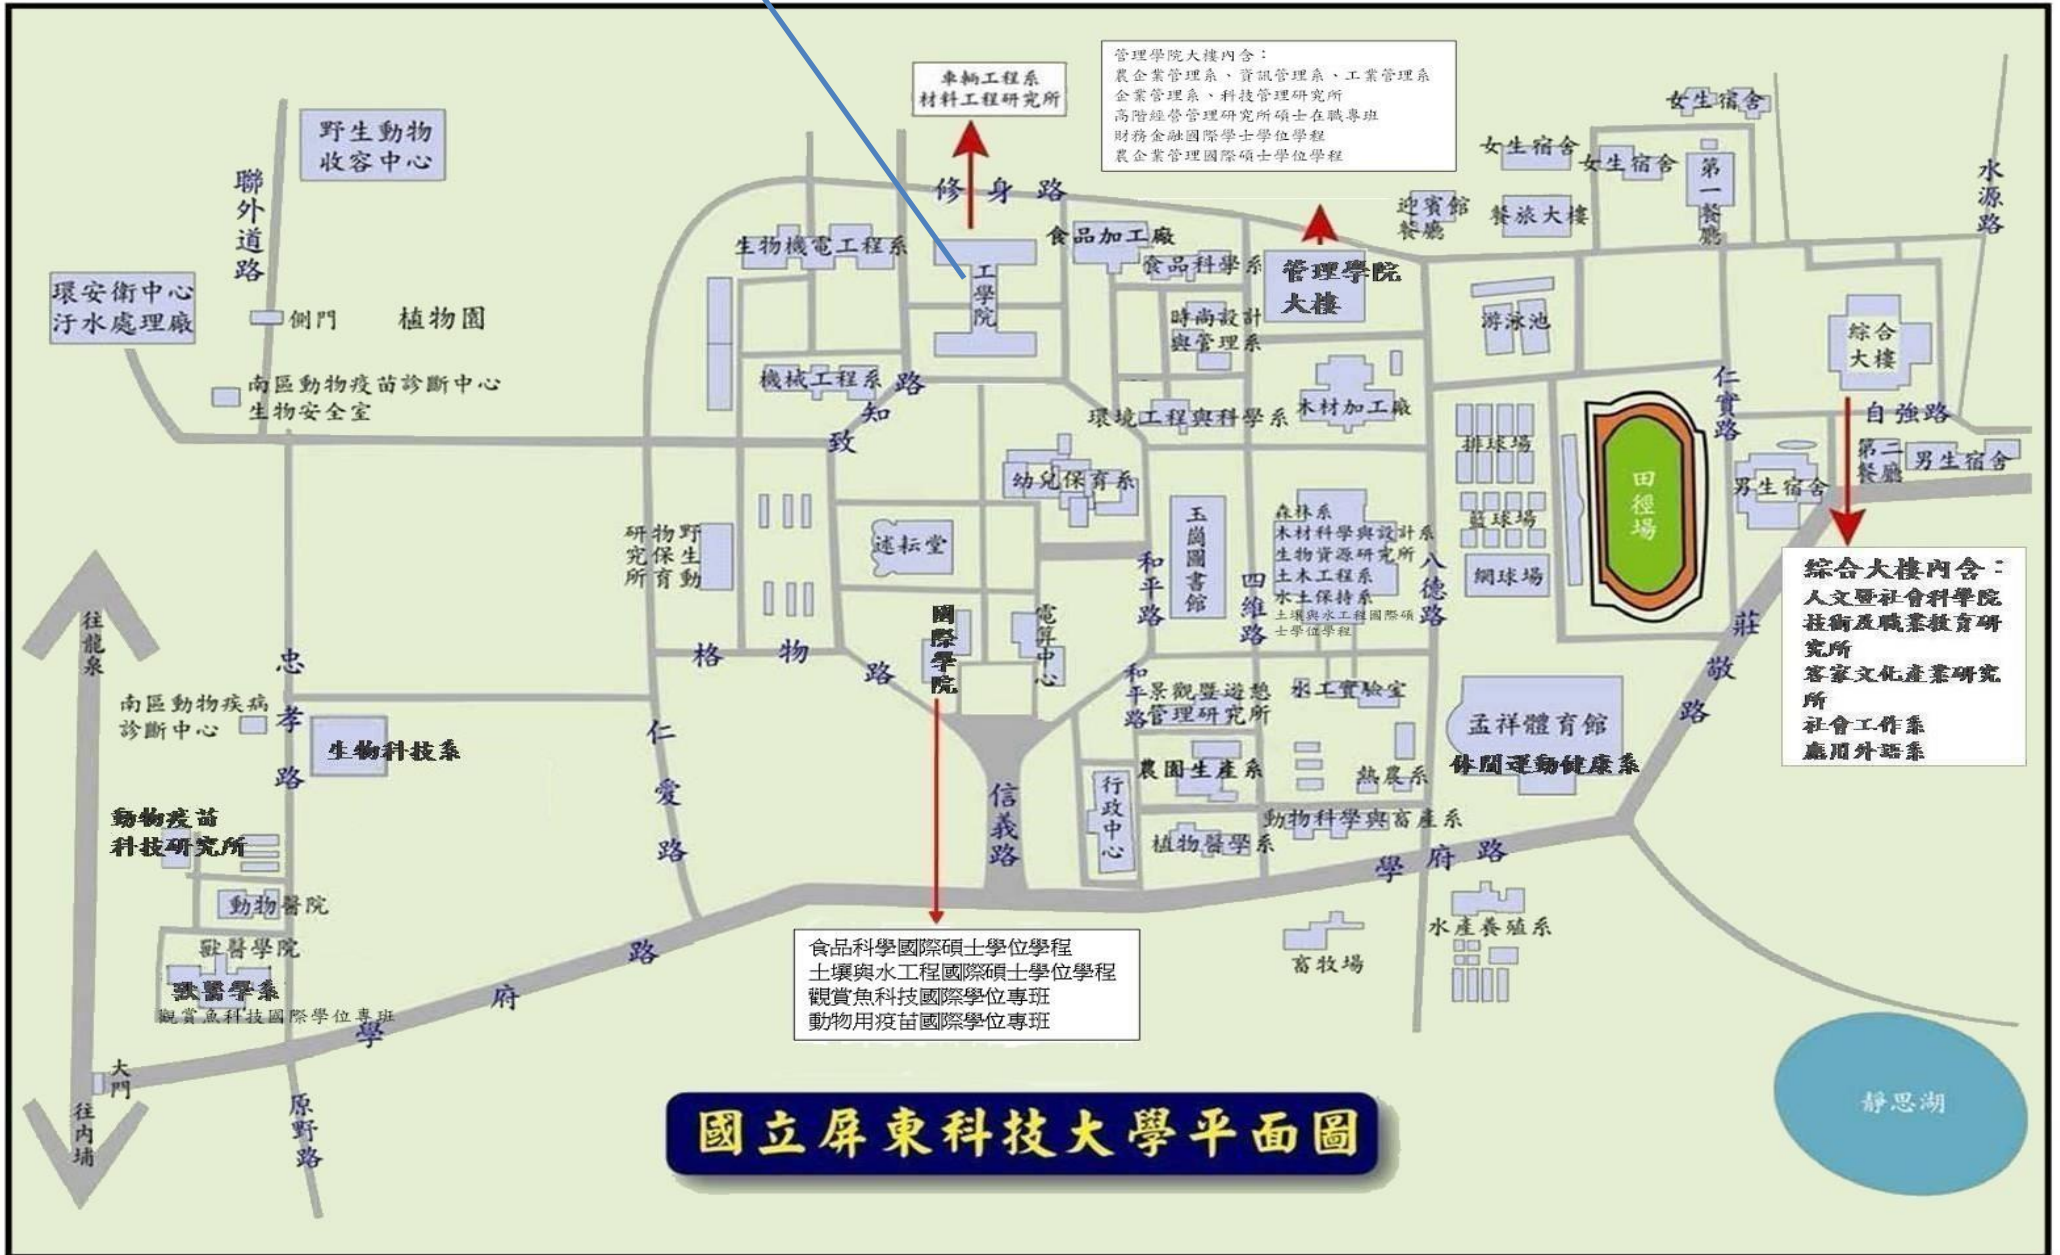 管理學院大樓內含：
農企業管理系、資訊管理系、工業管理系
企業管理系、科技管理研究所
高階經營管理研究所碩士在職專班
財務金融國際學士學位學程
農企業管理國際碩士學位學程
車輛工程系
材料工程研究所
野生動物
收容中心
聯外道路
修身路
女生宿舍
女生宿舍
女生宿舍
第一餐廳
水源路
迎賓館
餐廳
餐旅大樓
生物機電工程系
工學院
食品加工廠
食品科學系
管理學院
大樓
環安衛中心
汙水處理廠
側門
植物園
時尚設計
與管理系
游泳池
綜合
大樓
南區動物疫苗診斷中心
生物安全室
機械工程系
致知路
環境工程與科學系
木材加工廠
仁實路
自強路
排球場
第二
餐廳
男生宿舍
男生宿舍
幼兒保育系
田徑場
籃球場
網球場
野生動
物保育
研究所
述耘堂
玉崗圖書館
森林系
木材科學與設計系
生物資源研究所
土木工程系
水土保持系
土壤與水工程國際碩
士學位學程
和平路
四維路
八德路
綜合大樓內含：
人文暨社會科學院
技術及職業教育研
究所
客家文化產業研究
所
社會工作系
應用外語系
往龍泉
忠孝路
國際學院
電算中心
格物路
莊敬路
南區動物疾病
診斷中心
生物科技系
仁愛路
和平路
景觀暨遊憩
管理研究所
水工實驗室
孟祥體育館
休閒運動健康系
農園生產系
熱農系
信義路
行政中心
動物疫苗
科技研究所
植物醫學系
動物科學與畜產系
學府路
動物醫院
獸醫學院
獸醫學系
觀賞魚科技國際學位專班
水產養殖系
畜牧場
食品科學國際碩士學位學程
土壤與水工程國際碩士學位學程
觀賞魚科技國際學位專班
動物用疫苗國際學位專班
學府路
大門
往內埔
原野路
靜思湖
國立屏東科技大學平面圖